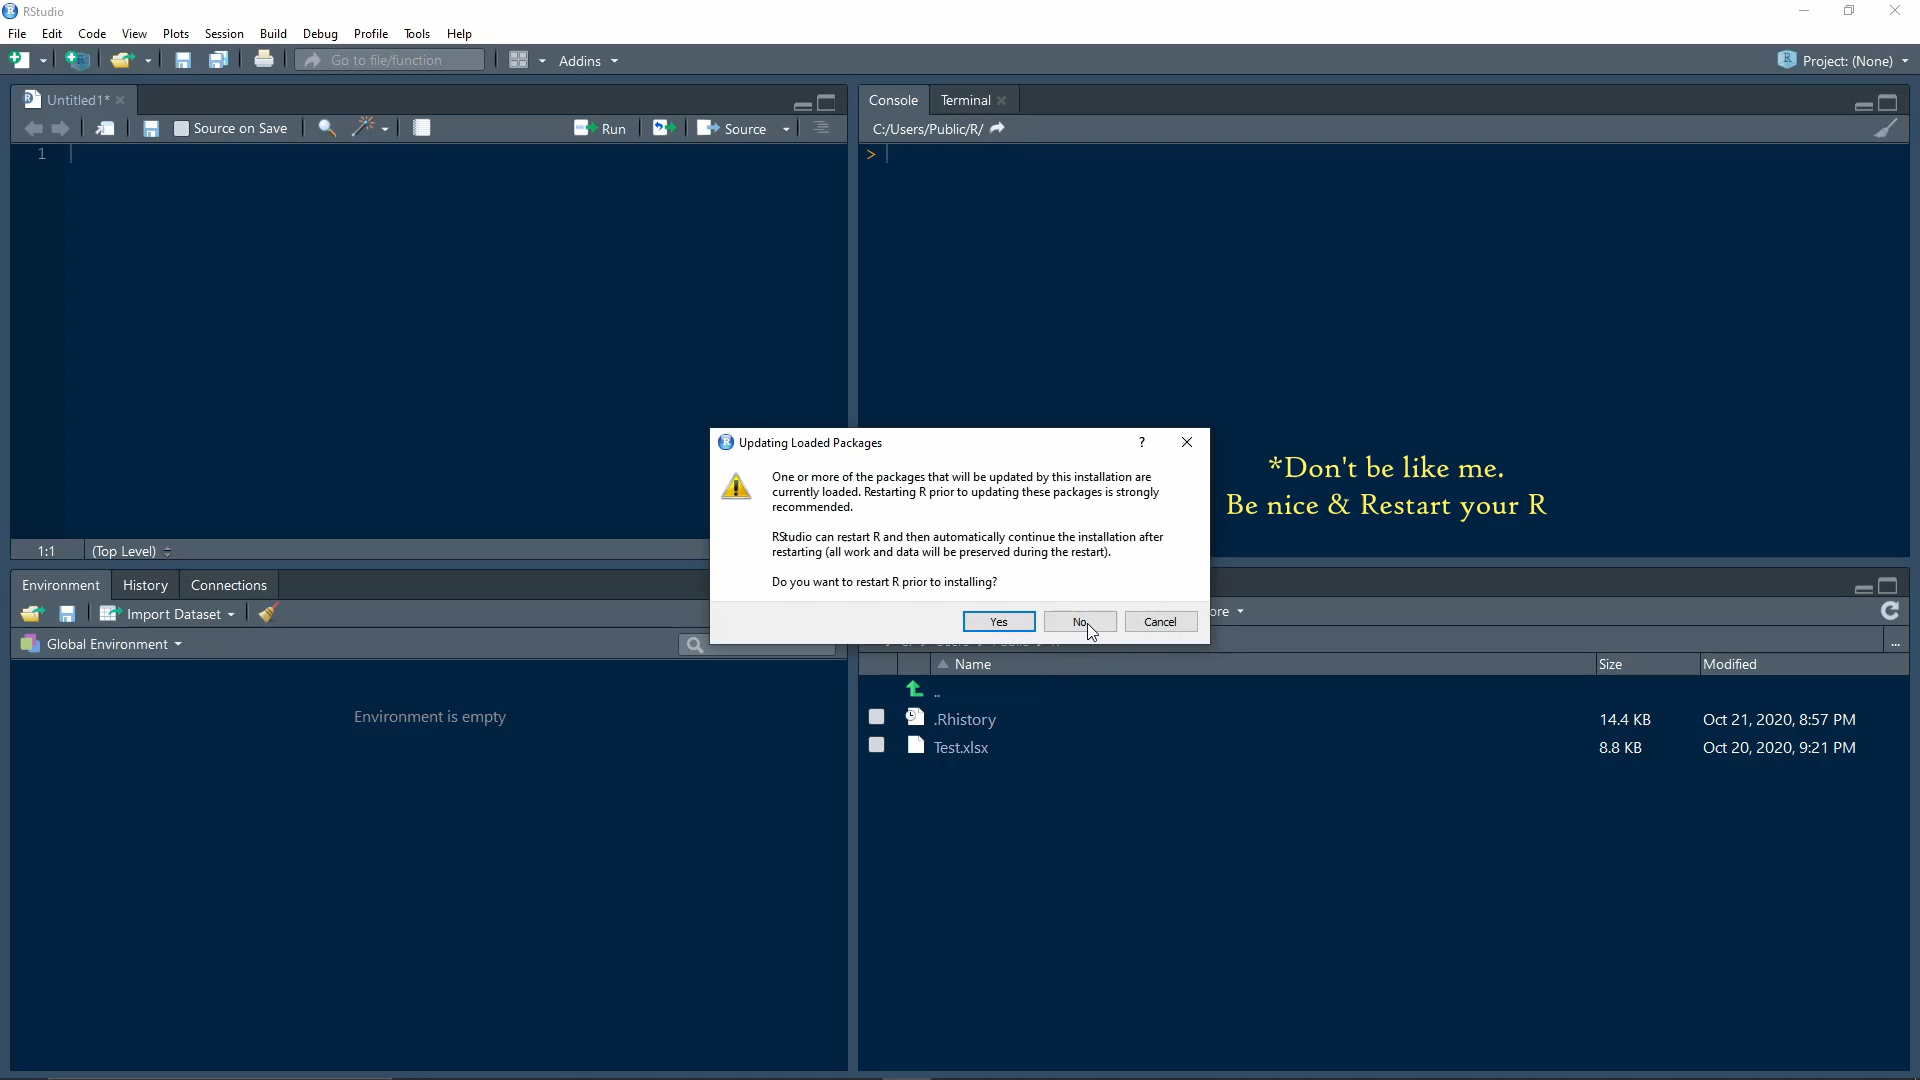 RStudio
File Edit Code View Plots Session Build Debug Profile Tools Help
Go to file/function Addins Project: (None)
Untitled1*
Source on Save Run Source
1
1:1 (Top Level)
Console Terminal
C:/Users/Public/R/
>
*Don't be like me.
Be nice & Restart your R
Updating Loaded Packages ?
One or more of the packages that will be updated by this installation are
currently loaded. Restarting R prior to updating these packages is strongly
recommended.
RStudio can restart R and then automatically continue the installation after
restarting (all work and data will be preserved during the restart).
Do you want to restart R prior to installing?
Yes No Cancel
Environment History Connections
Import Dataset
Global Environment
Environment is empty
ore
...
Name Size Modified
..
.Rhistory 14.4 KB Oct 21, 2020, 8:57 PM
Test.xlsx 8.8 KB Oct 20, 2020, 9:21 PM